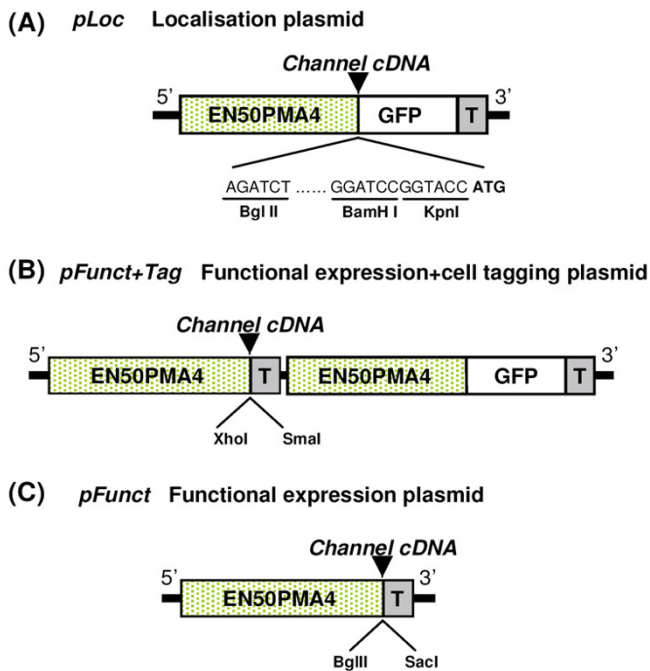 (A) pLoc Localisation plasmid
Channel cDNA
5’ 3’
EN50PMA4 GFP T
AGATCT ...... GGATCCGGTACC ATG
Bgl II BamH I KpnI
(B) pFunct+Tag Functional expression+cell tagging plasmid
Channel cDNA
5’ 3’
EN50PMA4 T EN50PMA4 GFP T
XhoI SmaI
(C) pFunct Functional expression plasmid
Channel cDNA
5’ 3’
EN50PMA4 T
BglII SacI